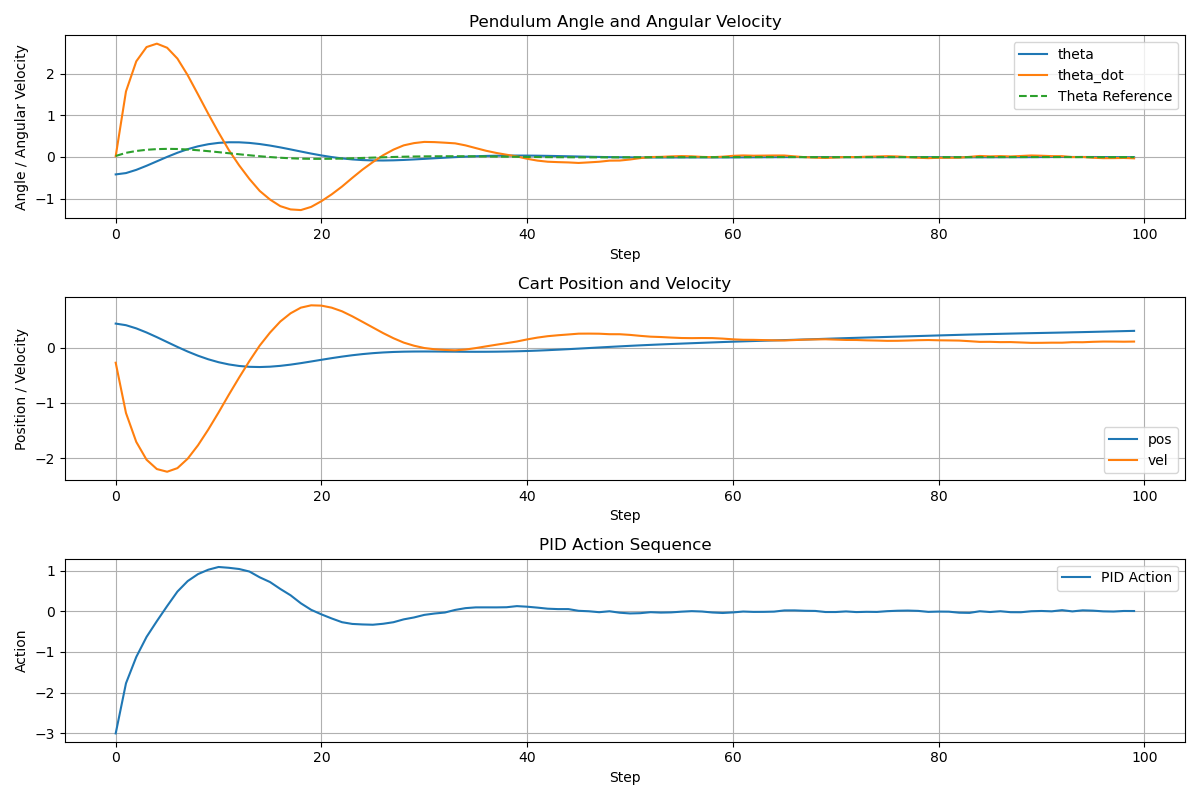 Pendulum Angle and Angular Velocity
Angle / Angular Velocity
2
1
0
−1
theta
theta_dot
Theta Reference
0 20 40 60 80 100
Step
Cart Position and Velocity
Position / Velocity
0
−1
−2
pos
vel
0 20 40 60 80 100
Step
PID Action Sequence
Action
1
0
−1
−2
−3
PID Action
0 20 40 60 80 100
Step